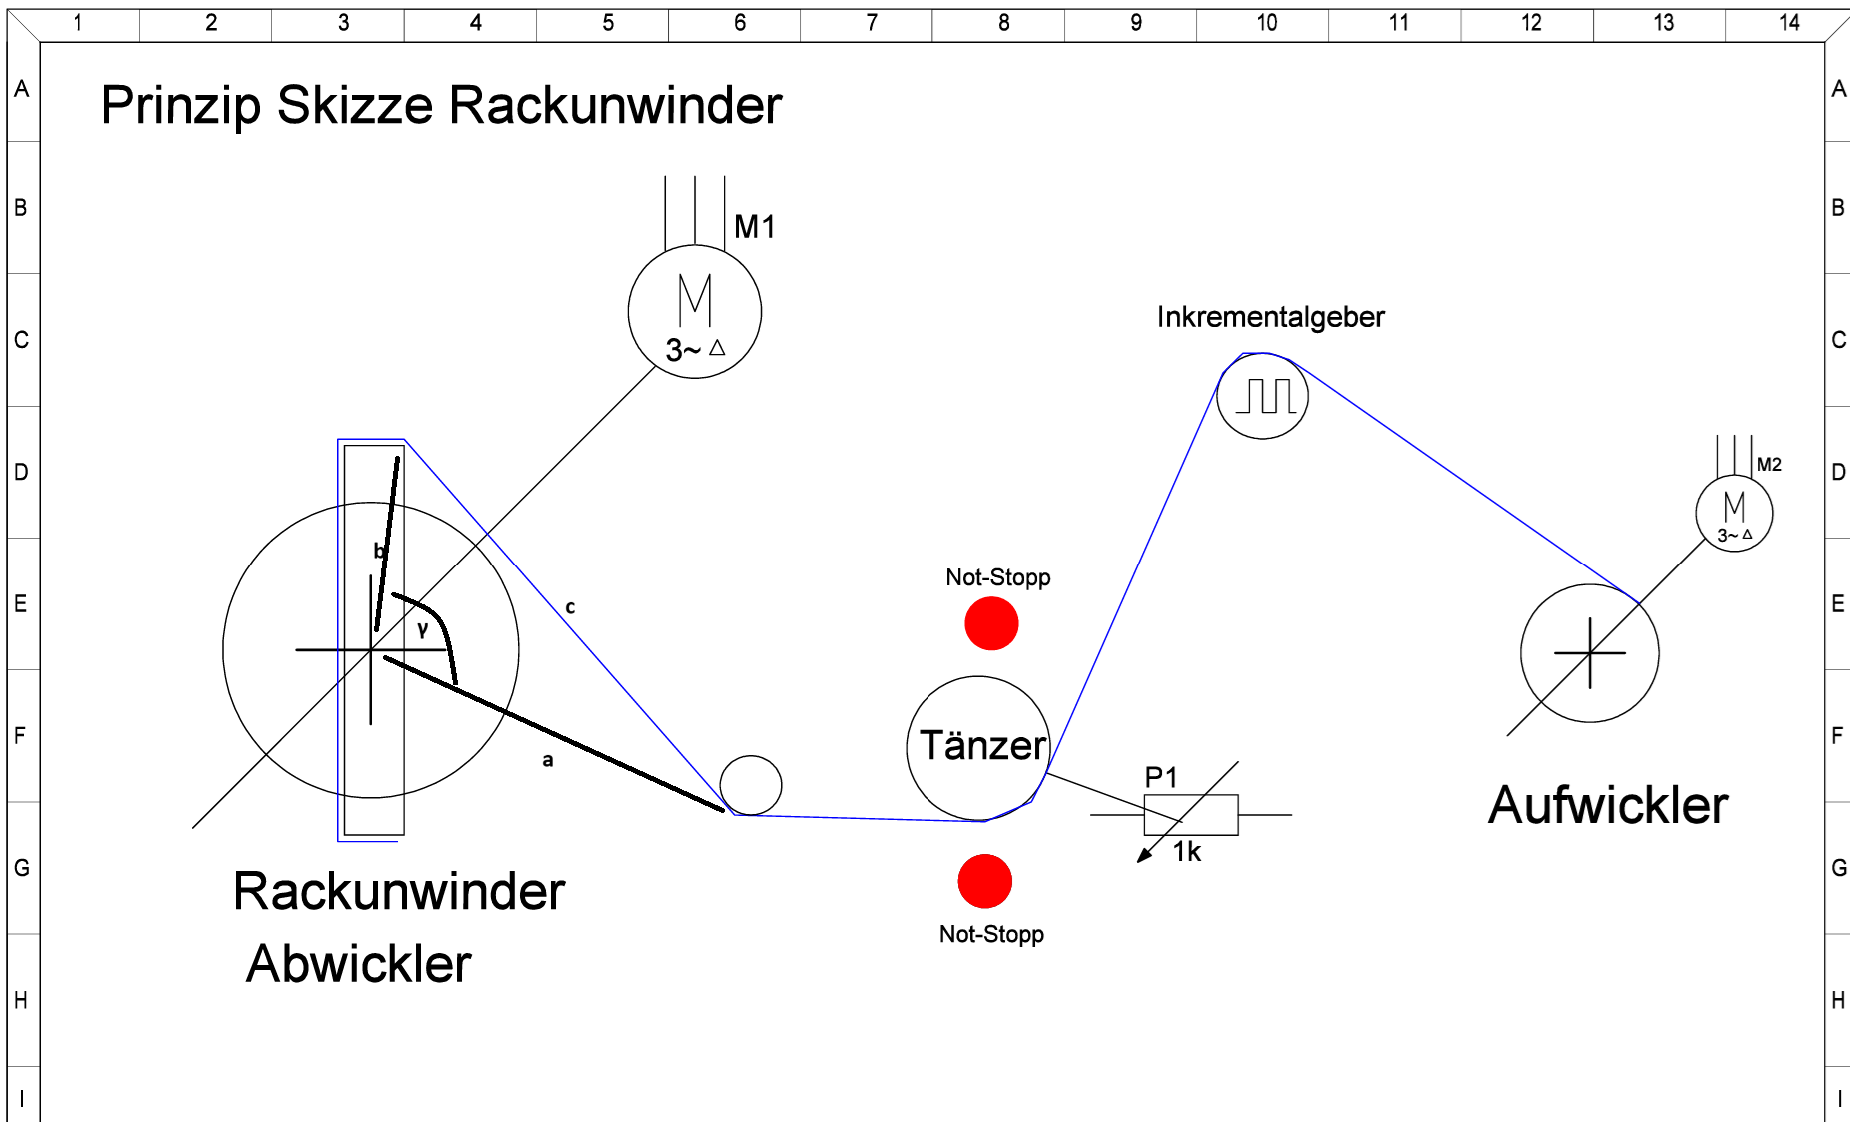 1 2 3 4 5 6 7 8 9 10 11 12 13 14
A A
Prinzip Skizze Rackunwinder
B B
M1
C C
M
3~ △
Inkrementalgeber
D D
M2
M
3~ △
b
E E
c
γ
Not-Stopp
F F
a
Tänzer
P1
1k
Aufwickler
G G
Rackunwinder
Abwickler
Not-Stopp
H H
I I